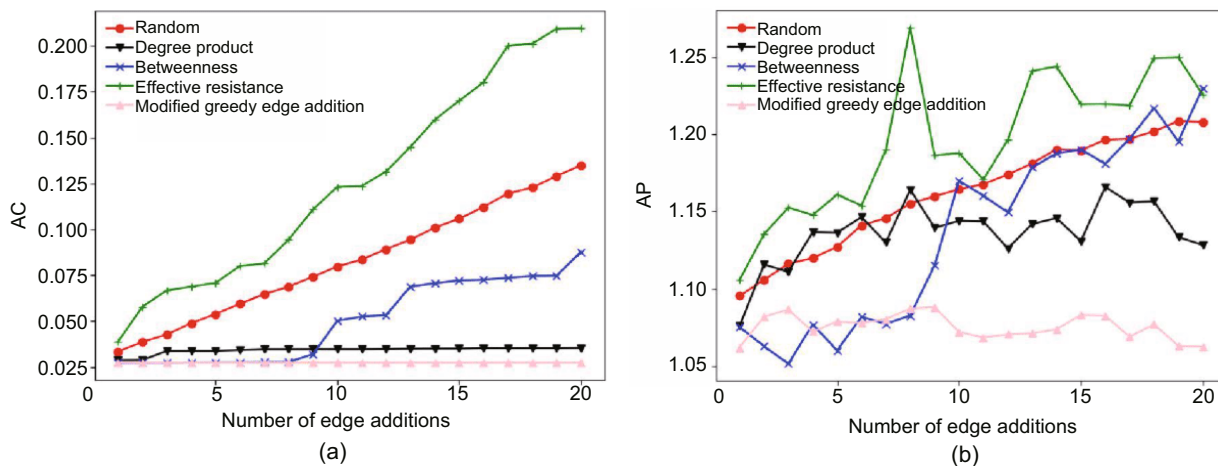 Random
Degree product
Betweenness
Effective resistance
Modified greedy edge addition
0.200
0.175
0.150
0.125
0.100
0.075
0.050
0.025
AC
0 5 10 15 20
Number of edge additions
(a)
Random
Degree product
Betweenness
Effective resistance
Modified greedy edge addition
1.25
1.20
1.15
1.10
1.05
AP
0 5 10 15 20
Number of edge additions
(b)